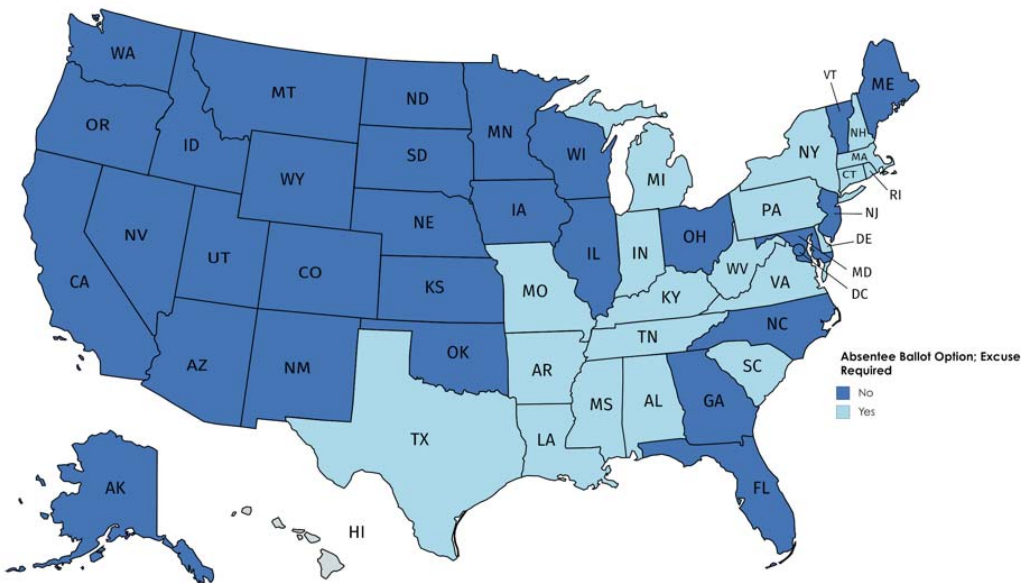 WA
MT
ND
MN
VT
ME
OR
ID
SD
WI
NY
NH
MA
CT
RI
WY
MI
IA
PA
NJ
NE
NV
UT
CO
IL
IN
OH
DE
MD
DC
CA
KS
MO
WV
VA
KY
NC
TN
AZ
NM
OK
AR
SC
Absentee Ballot Option; Excuse
Required
No
Yes
MS
AL
GA
TX
LA
FL
AK
HI